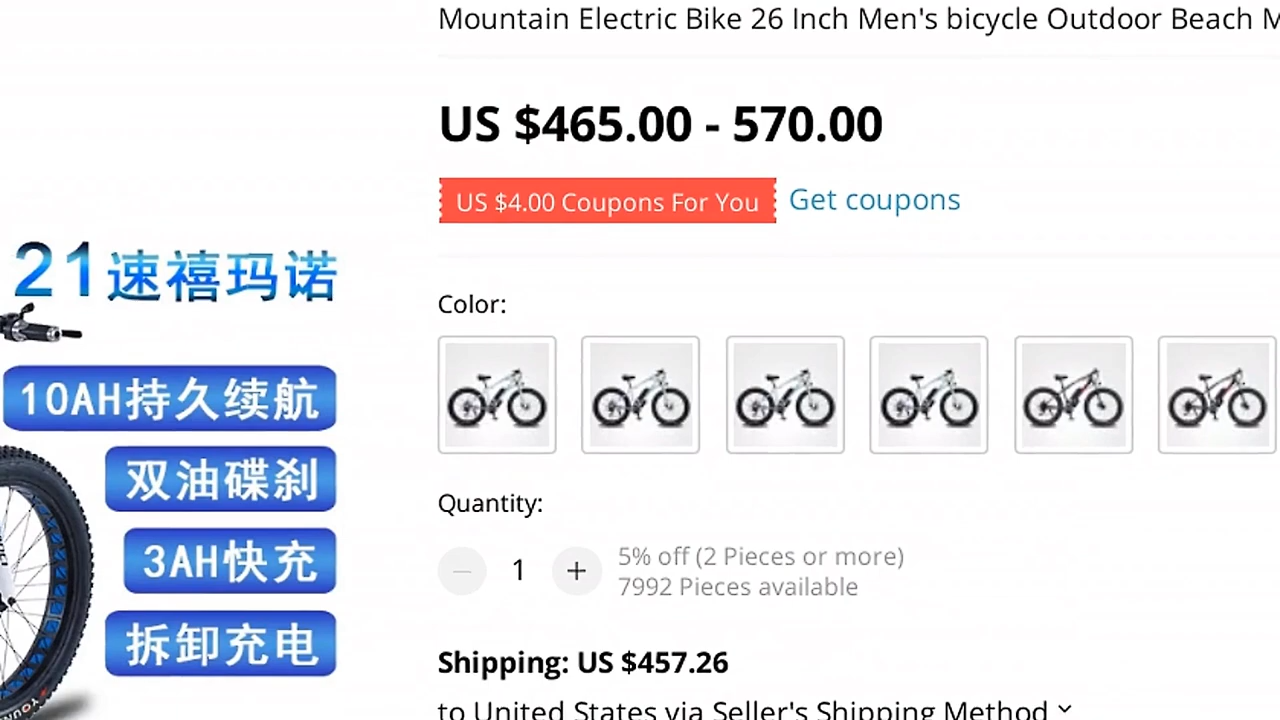 Mountain Electric Bike 26 Inch Men's bicycle Outdoor Beach M
US $465.00 - 570.00
US $4.00 Coupons For You Get coupons
21速禧玛诺
Color:
10AH持久续航
双油碟刹
Quantity:
3AH快充
1
5% off (2 Pieces or more)
7992 Pieces available
拆卸充电
Shipping: US $457.26
to United States via Seller's Shipping Method